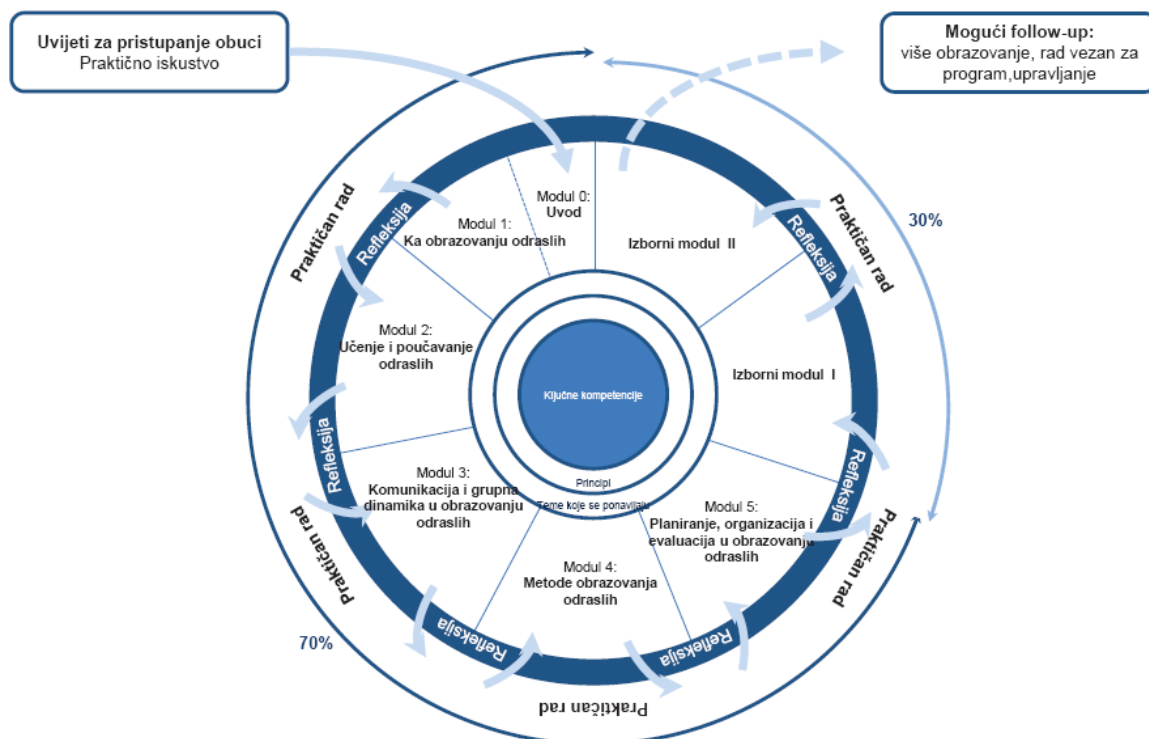 Uvijeti za pristupanje obuci
Praktično iskustvo
Mogući follow-up:
više obrazovanje, rad vezan za
program,upravljanje
Modul 0:
Uvod
Modul 1:
Ka obrazovanju odraslih
Modul 2:
Učenje i poučavanje
odraslih
Modul 3:
Komunikacija i grupna
dinamika u obrazovanju
odraslih
Modul 4:
Metode obrazovanja
odraslih
Modul 5:
Planiranje, organizacija i
evaluacija u obrazovanju
odraslih
Izborni modul I
Izborni modul II
Ključne kompetencije
Principi
Teme koje se ponavljaju
Refleksija
Refleksija
Refleksija
Refleksija
Refleksija
Refleksija
Praktičan rad
Praktičan rad
Praktičan rad
Praktičan rad
Praktičan rad
70%
30%